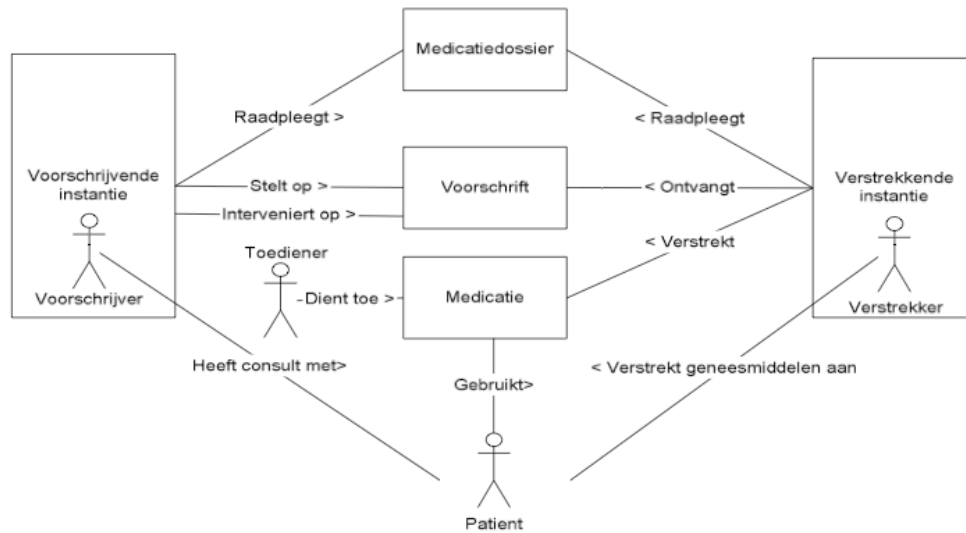 Medicatiedossier
Raadpleegt >
< Raadpleegt
Voorschrijvende
instantie
Voorschrijver
Stelt op >
Voorschrift
< Ontvangt
Verstrekkende
instantie
Verstrekker
Interveniert op >
< Verstrekt
Toediener
Dient toe >
Medicatie
Heeft consult met>
< Verstrekt geneesmiddelen aan
Gebruikt>
Patient